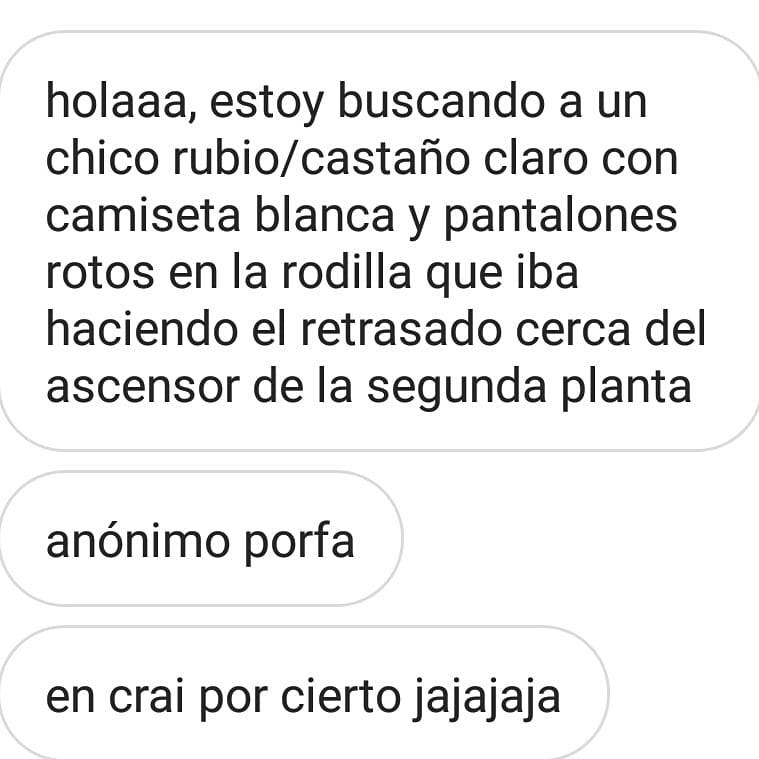 holaaa, estoy buscando a un
chico rubio/castaño claro con
camiseta blanca y pantalones
rotos en la rodilla que iba
haciendo el retrasado cerca del
ascensor de la segunda planta
anónimo porfa
en crai por cierto jajajaja